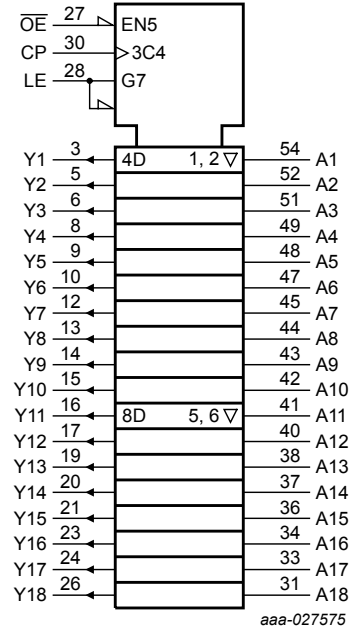 OE 27 EN5
CP 30 3C4
LE 28 G7
Y1 3 4D 1, 2 ▽ 54 A1
Y2 5 52 A2
Y3 6 51 A3
Y4 8 49 A4
Y5 9 48 A5
Y6 10 47 A6
Y7 12 45 A7
Y8 13 44 A8
Y9 14 43 A9
Y10 15 42 A10
Y11 16 8D 5, 6 ▽ 41 A11
Y12 17 40 A12
Y13 19 38 A13
Y14 20 37 A14
Y15 21 36 A15
Y16 23 34 A16
Y17 24 33 A17
Y18 26 31 A18
aaa-027575